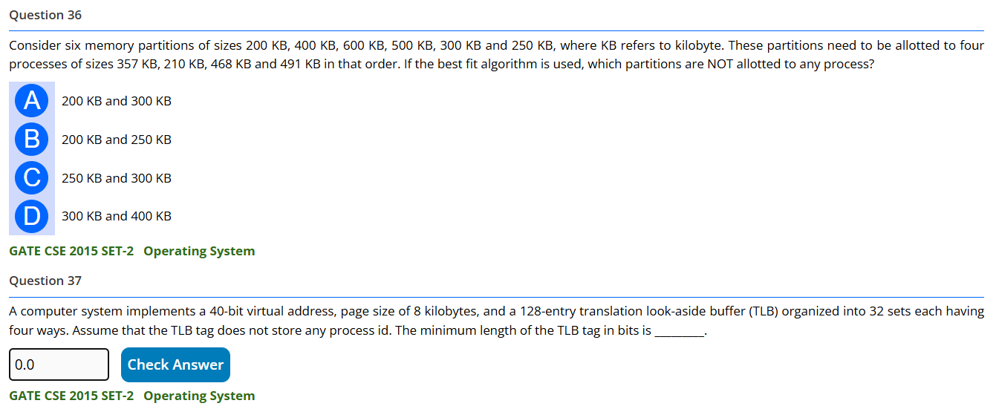 Question 36
Consider six memory partitions of sizes 200 KB, 400 KB, 600 KB, 500 KB, 300 KB and 250 KB, where KB refers to kilobyte. These partitions need to be allotted to four
processes of sizes 357 KB, 210 KB, 468 KB and 491 KB in that order. If the best fit algorithm is used, which partitions are NOT allotted to any process?
A 200 KB and 300 KB
B 200 KB and 250 KB
C 250 KB and 300 KB
D 300 KB and 400 KB
GATE CSE 2015 SET-2 Operating System
Question 37
A computer system implements a 40-bit virtual address, page size of 8 kilobytes, and a 128-entry translation look-aside buffer (TLB) organized into 32 sets each having
four ways. Assume that the TLB tag does not store any process id. The minimum length of the TLB tag in bits is _________.
0.0 Check Answer
GATE CSE 2015 SET-2 Operating System